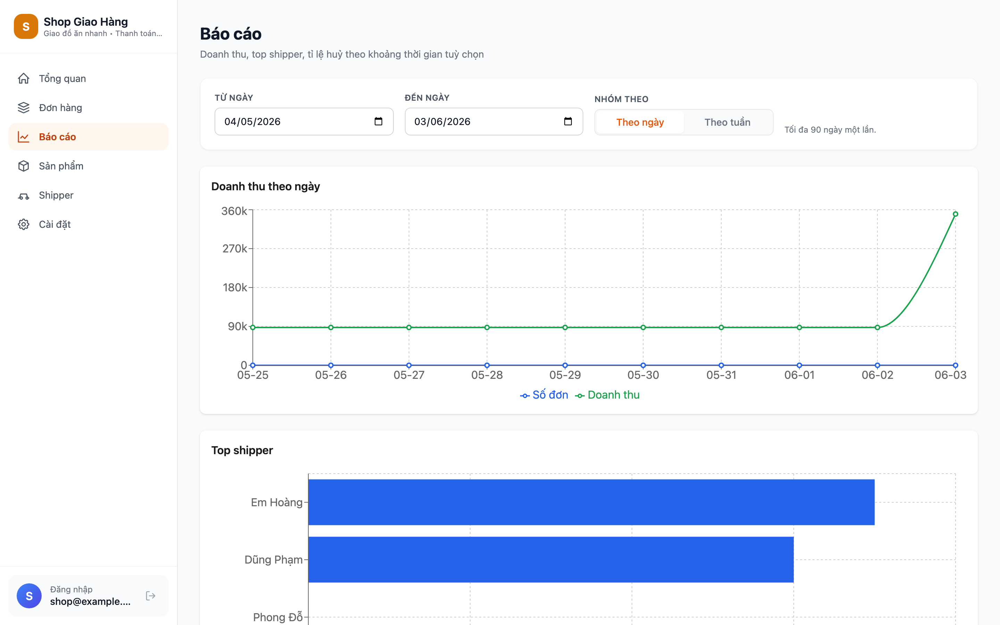 S
Shop Giao Hàng
Giao đồ ăn nhanh • Thanh toán...
Tổng quan
Đơn hàng
Báo cáo
Sản phẩm
Shipper
Cài đặt
S
Đăng nhập
shop@example....
Báo cáo
Doanh thu, top shipper, tỉ lệ huỷ theo khoảng thời gian tuỳ chọn
TỪ NGÀY
04/05/2026
ĐẾN NGÀY
03/06/2026
NHÓM THEO
Theo ngày
Theo tuần
Tối đa 90 ngày một lần.
Doanh thu theo ngày
360k
270k
180k
90k
0
05-25 05-26 05-27 05-28 05-29 05-30 05-31 06-01 06-02 06-03
Số đơn Doanh thu
Top shipper
Em Hoàng
Dũng Phạm
Phong Đỗ